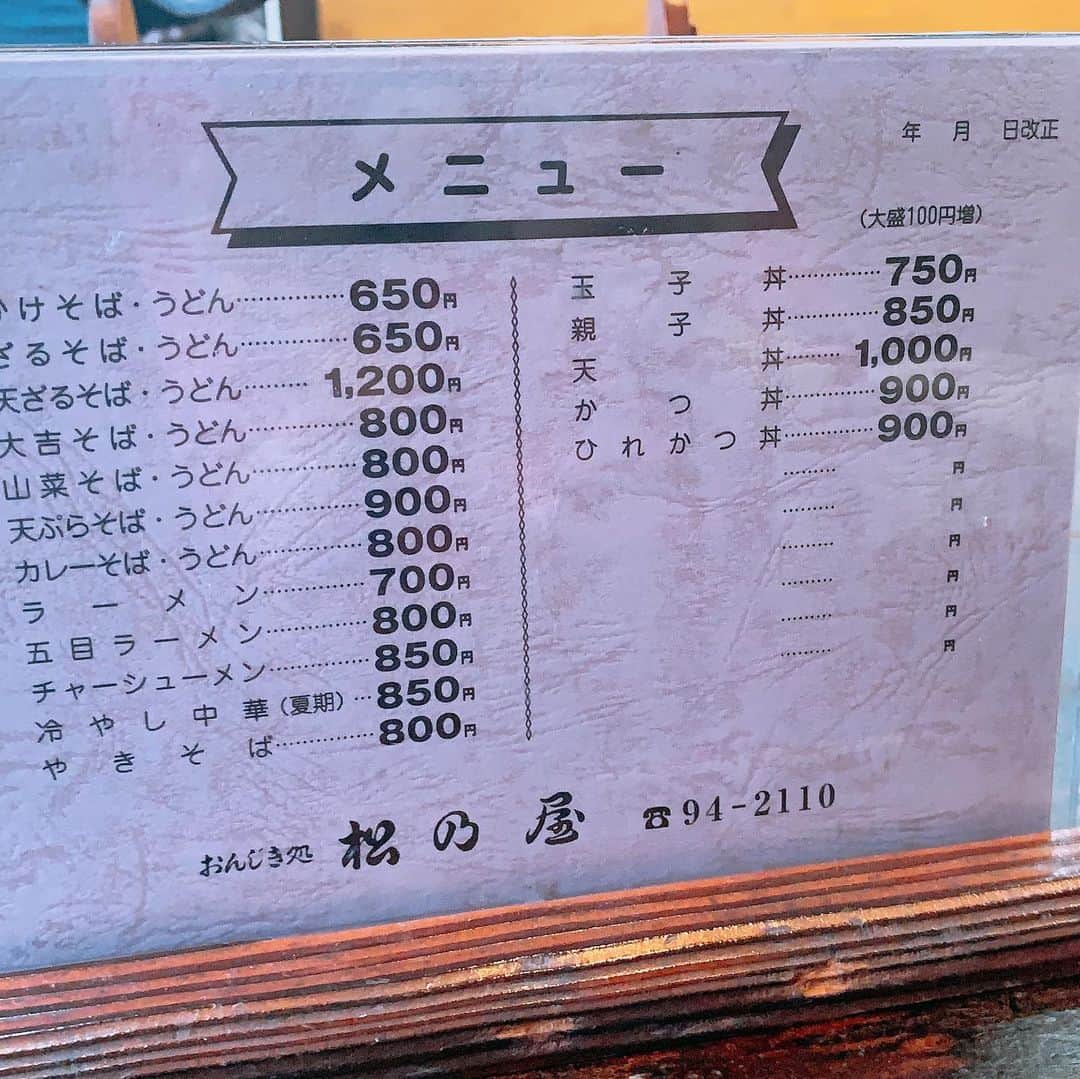 メニュー
年 月 日改正
(大盛100円増)
かけそば・うどん…………650円
ざるそば・うどん…………650円
天ざるそば・うどん………1,200円
大吉そば・うどん…………800円
山菜そば・うどん…………800円
天ぷらそば・うどん………900円
カレーそば・うどん………800円
ラーメン…………700円
五目ラーメン…………800円
チャーシューメン…………850円
冷やし中華(夏期)…850円
やきそば…………800円
玉子丼…………750円
親子丼…………850円
天丼………1,000円
かつ丼…………900円
ひれかつ丼…………900円
………円
………円
………円
………円
………円
………円
おんじき処 松乃屋 ☎94-2110